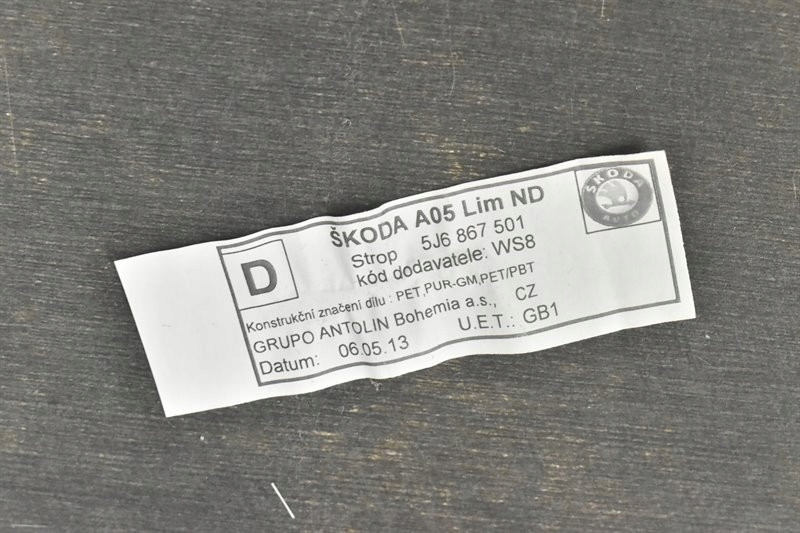 D
ŠKODA A05 Lim ND
Strop 5J6 867 501
kód dodavatele: WS8
Konstrukční značení dílu : PET,PUR-GM,PET/PBT
GRUPO ANTOLIN Bohemia a.s., CZ
Datum: 06.05.13 U.E.T.: GB1
ŠKODA
AUTO